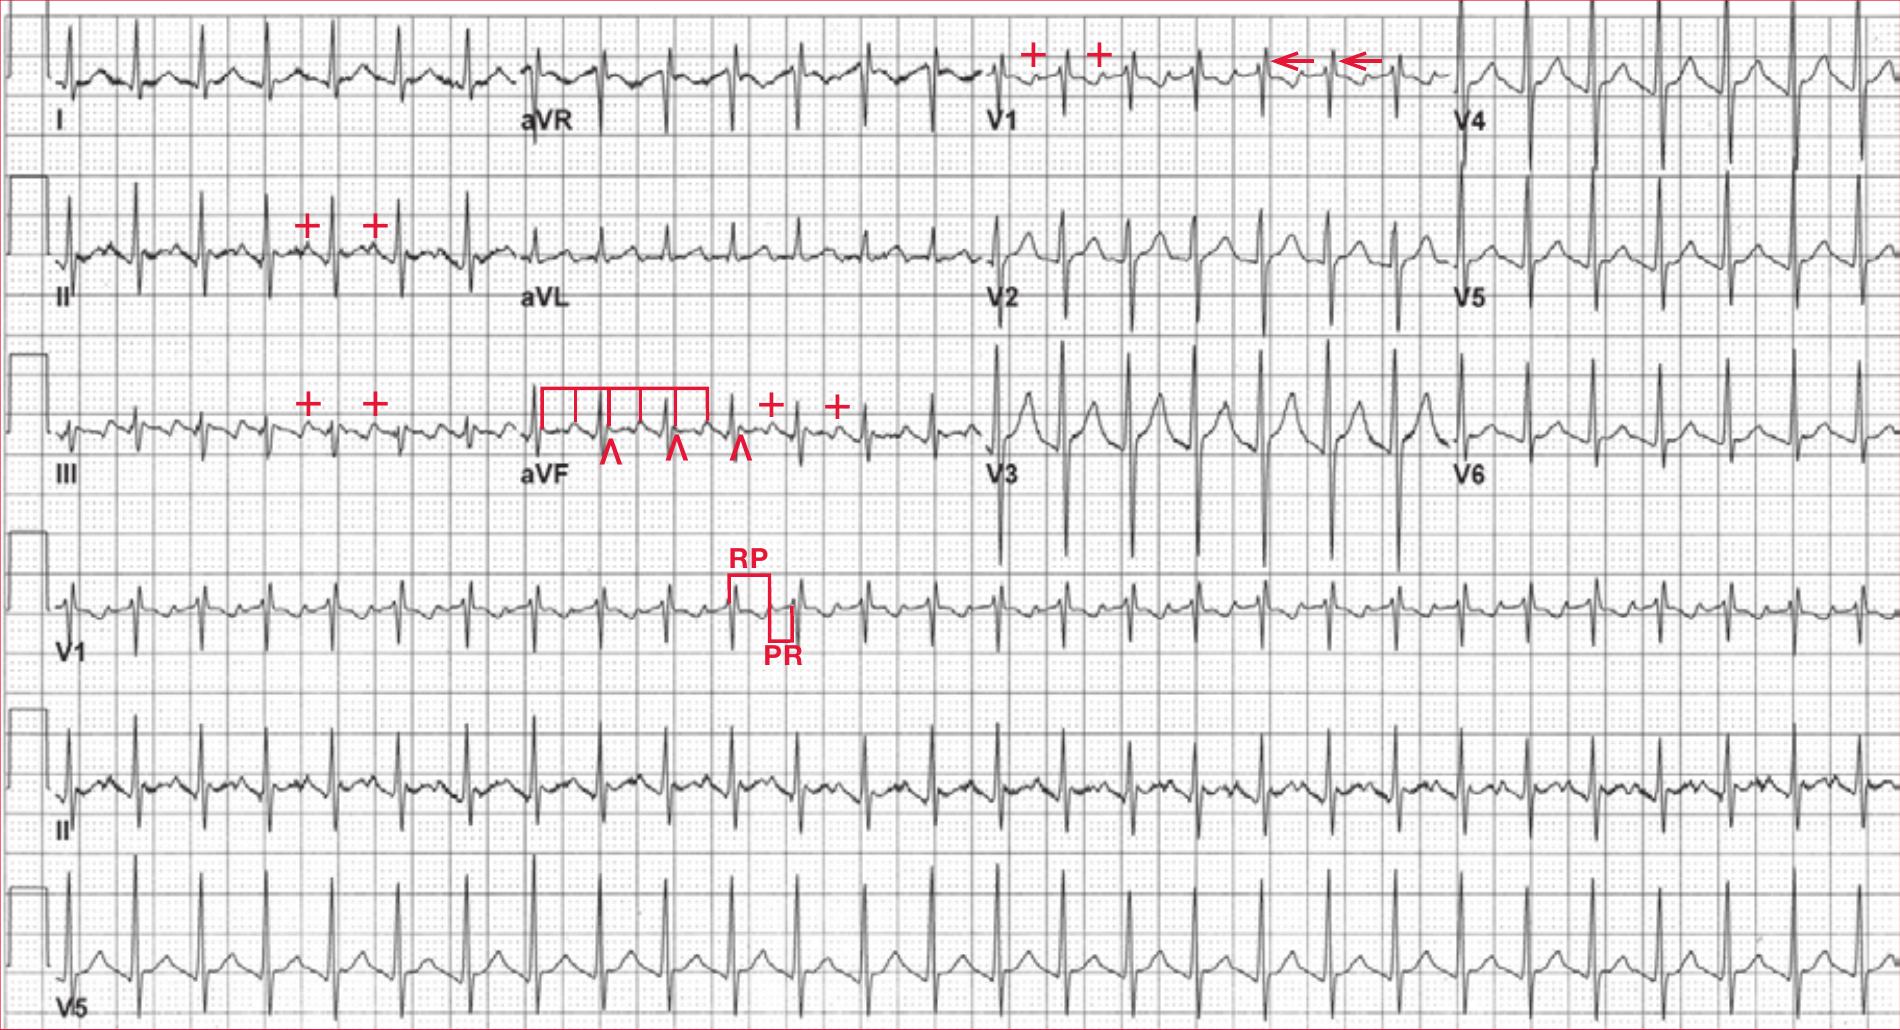 I aVR V1 V4
II aVL V2 V5
III aVF V3 V6
RP
PR
V1
II
V5